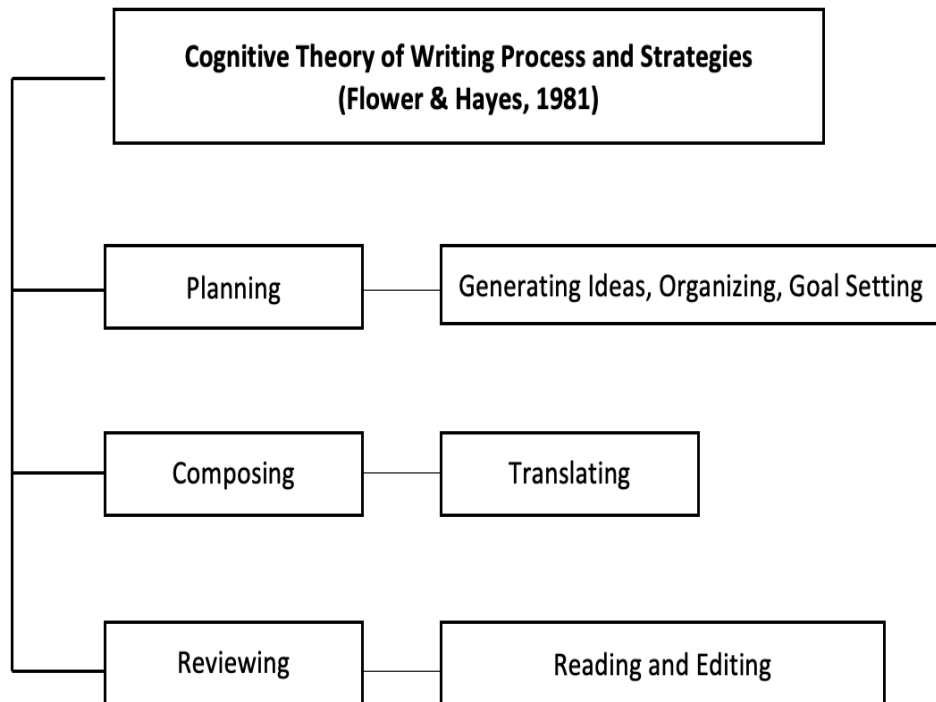 Cognitive Theory of Writing Process and Strategies
(Flower & Hayes, 1981)
Planning
Generating Ideas, Organizing, Goal Setting
Composing
Translating
Reviewing
Reading and Editing